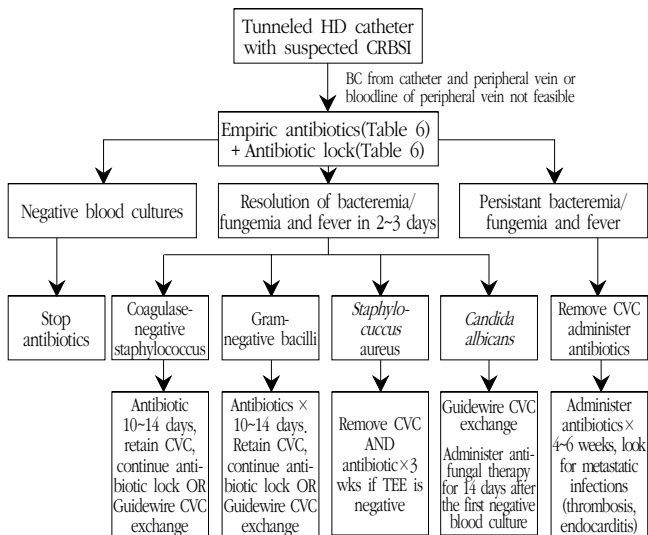 Tunneled HD catheter
with suspected CRBSI
BC from catheter and peripheral vein or
bloodline of peripheral vein not feasible
Empiric antibiotics(Table 6)
+ Antibiotic lock(Table 6)
Negative blood cultures
Resolution of bacteremia/
fungemia and fever in 2~3 days
Persistant bacteremia/
fungemia and fever
Stop
antibiotics
Coagulase-
negative
staphylococcus
Gram-
negative bacilli
Staphylo-
cuccus
aureus
Candida
albicans
Remove CVC
administer
antibiotics
Antibiotic
10~14 days,
retain CVC,
continue anti-
biotic lock OR
Guidewire CVC
exchange
Antibiotics ×
10~14 days.
Retain CVC,
continue anti-
biotic lock OR
Guidewire CVC
exchange
Remove CVC
AND
antibiotic×3
wks if TEE is
negative
Guidewire CVC
exchange
Administer anti-
fungal therapy
for 14 days after
the first negative
blood culture
Administer
antibiotics×
4~6 weeks, look
for metastatic
infections
(thrombosis,
endocarditis)